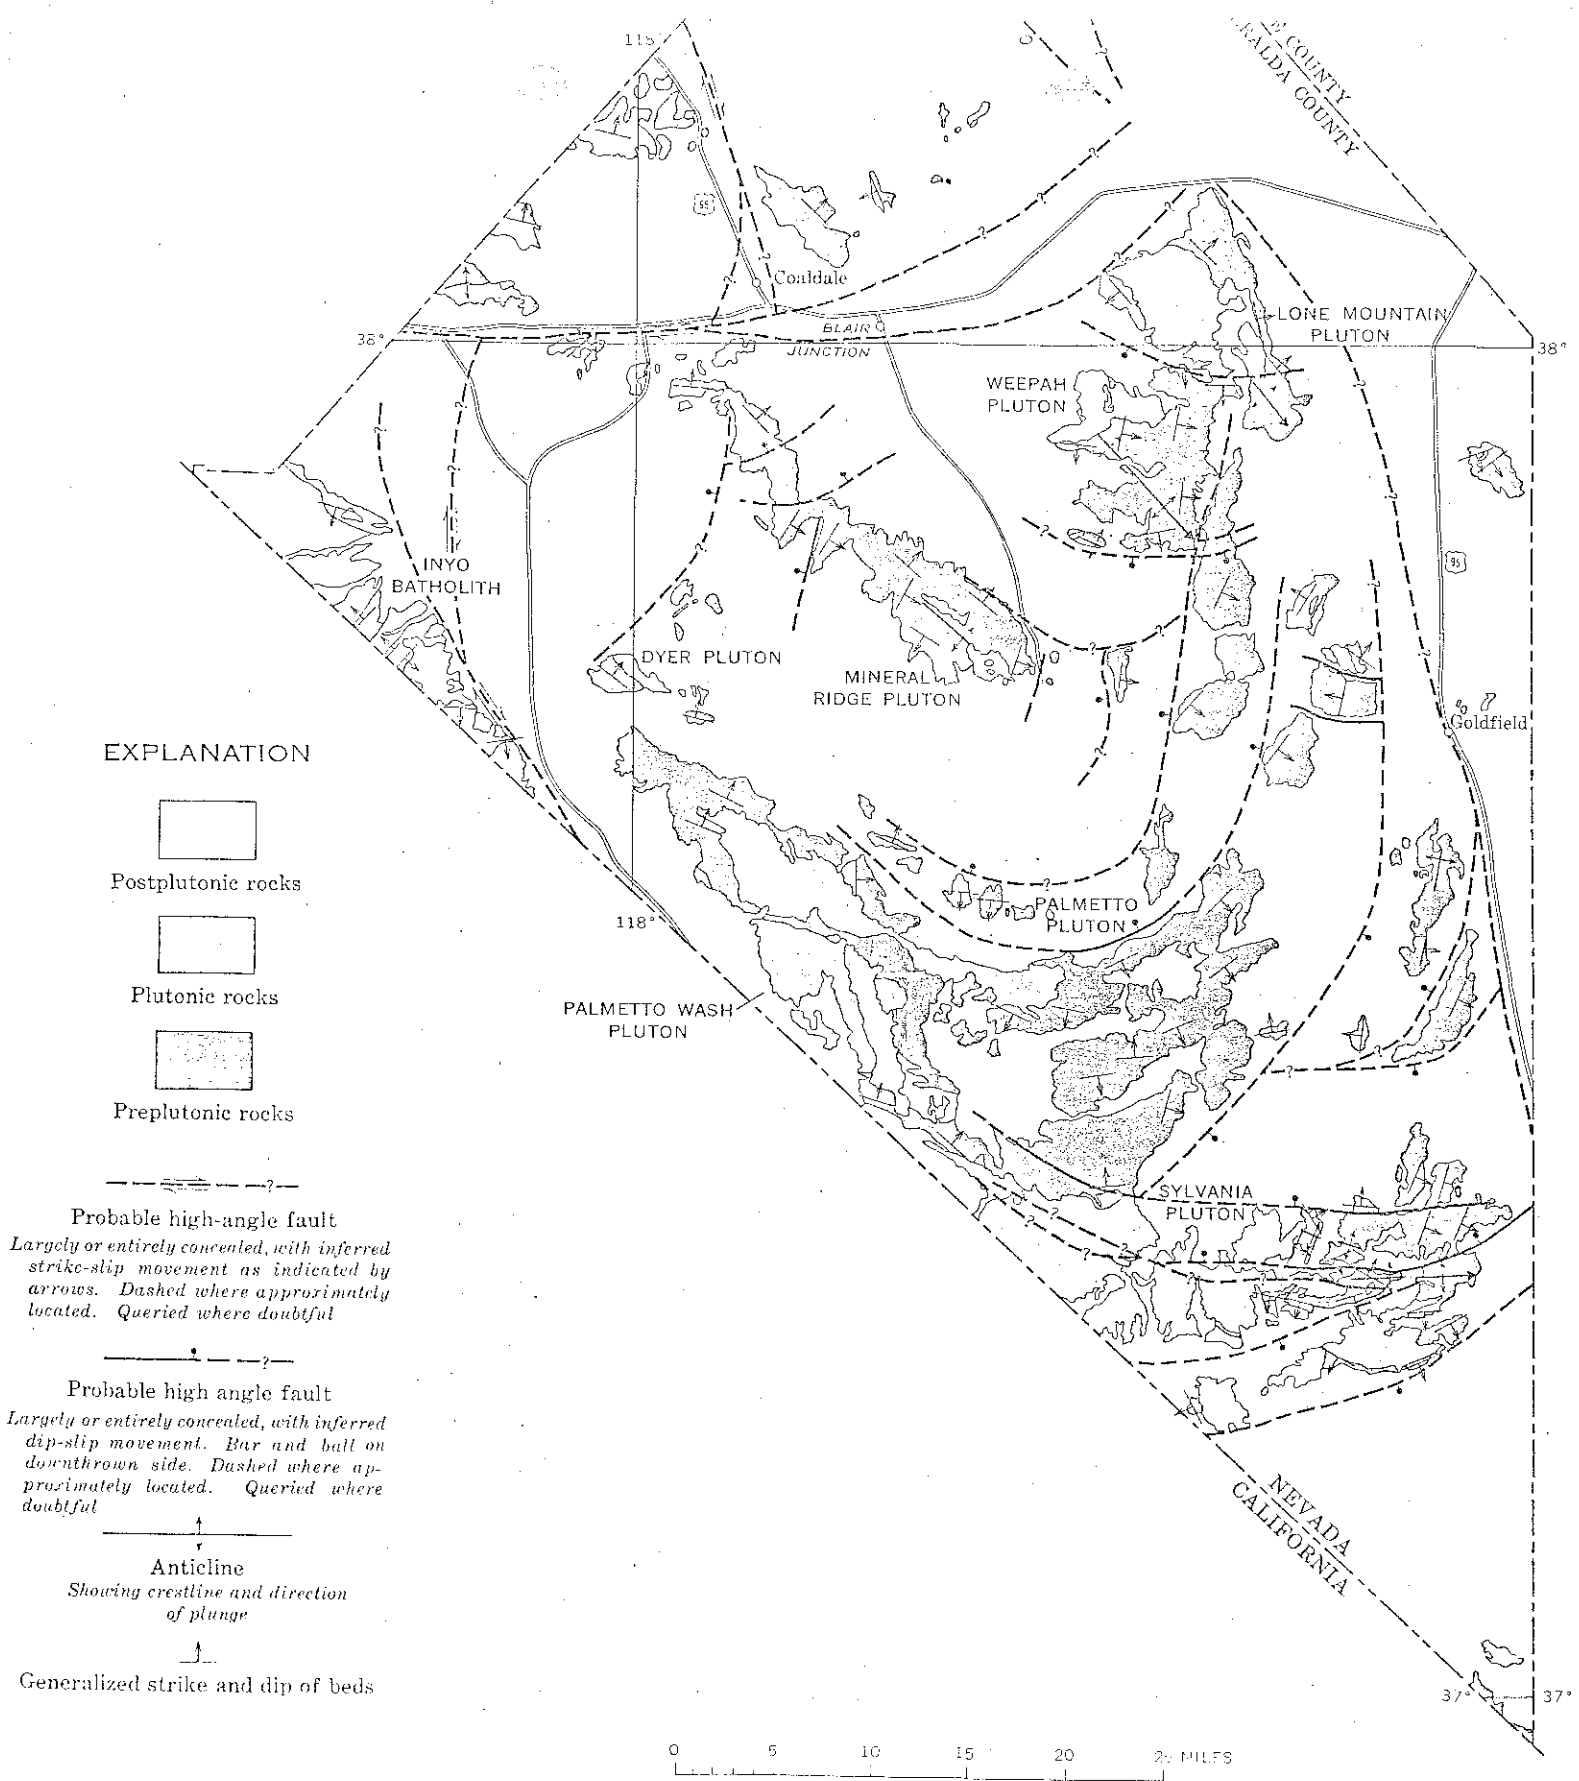 118°
COUNTY
COUNTY
95
Coaldale
LONE MOUNTAIN
PLUTON
38°
BLAIR
JUNCTION
38°
WEEPAH
PLUTON
INYO
BATHOLITH
95
DYER PLUTON
MINERAL
RIDGE PLUTON
Goldfield
EXPLANATION
Postplutonic rocks
118°
PALMETTO
PLUTON
Plutonic rocks
PALMETTO WASH
PLUTON
Preplutonic rocks
SYLVANIA
PLUTON
?
Probable high-angle fault
Largely or entirely concealed, with inferred
strike-slip movement as indicated by
arrows. Dashed where approximately
located. Queried where doubtful
?
Probable high angle fault
Largely or entirely concealed, with inferred
dip-slip movement. Bar and ball on
downthrown side. Dashed where ap-
proximately located. Queried where
doubtful
NEVADA
CALIFORNIA
Anticline
Showing crestline and direction
of plunge
Generalized strike and dip of beds
37°
37°
0 5 10 15 20 MILES